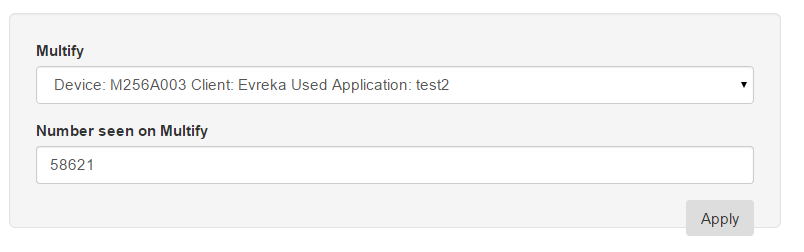 Multify
Device: M256A003 Client: Evreka Used Application: test2
Number seen on Multify
58621
Apply